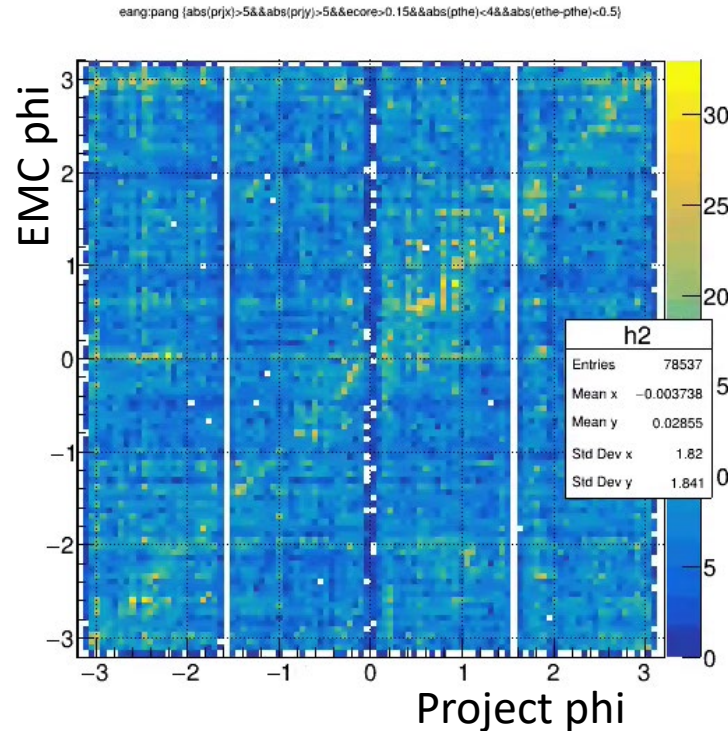 eang:pang {abs(prjx)>5&&abs(prjy)>5&&ecore>0.15&&abs(pthe)<4&&abs(ethe-pthe)<0.5}
EMC phi
3
2
1
0
−1
−2
−3
−3
−2
−1
0
1
2
3
Project phi
30
25
20
5
0
5
0
h2
Entries 78537
Mean x −0.003738
Mean y 0.02855
Std Dev x 1.82
Std Dev y 1.841